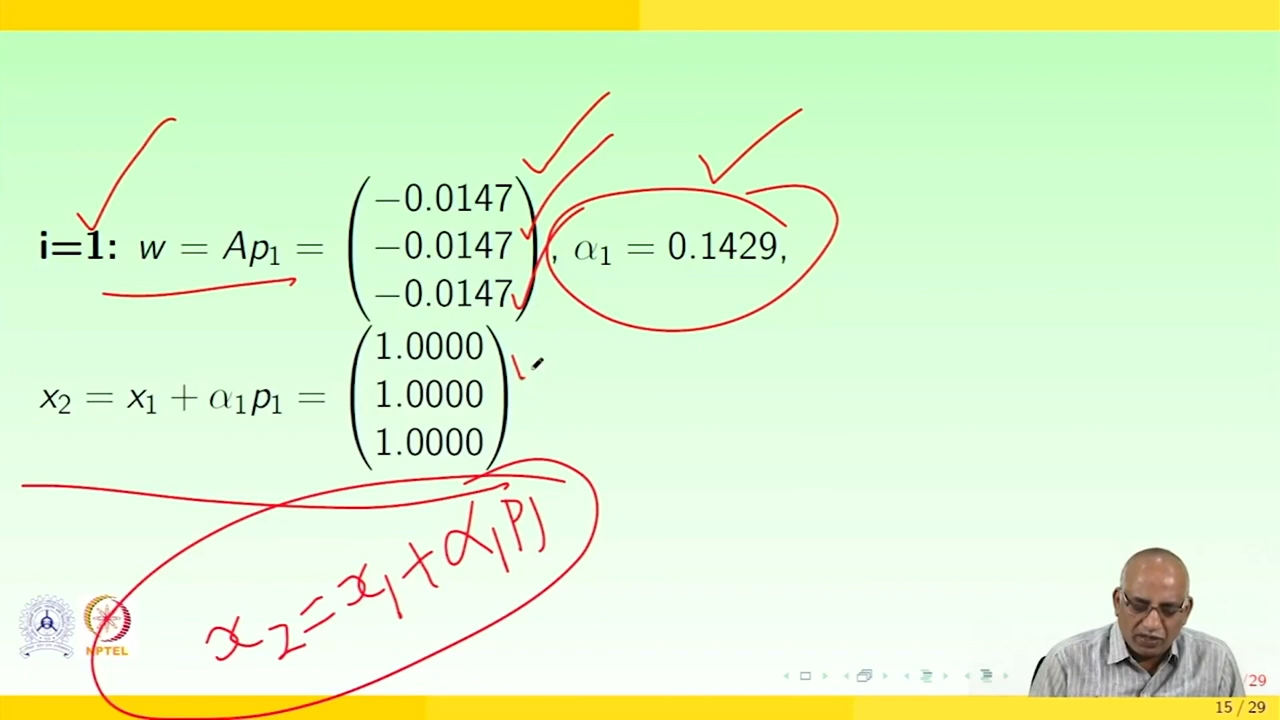 i=1: w = Ap₁ = (−0.0147
−0.0147
−0.0147), α₁ = 0.1429,
x₂ = x₁ + α₁p₁ = (1.0000
1.0000
1.0000)
x₂ = x₁ + α₁p₁
NPTEL
/29
15 / 29